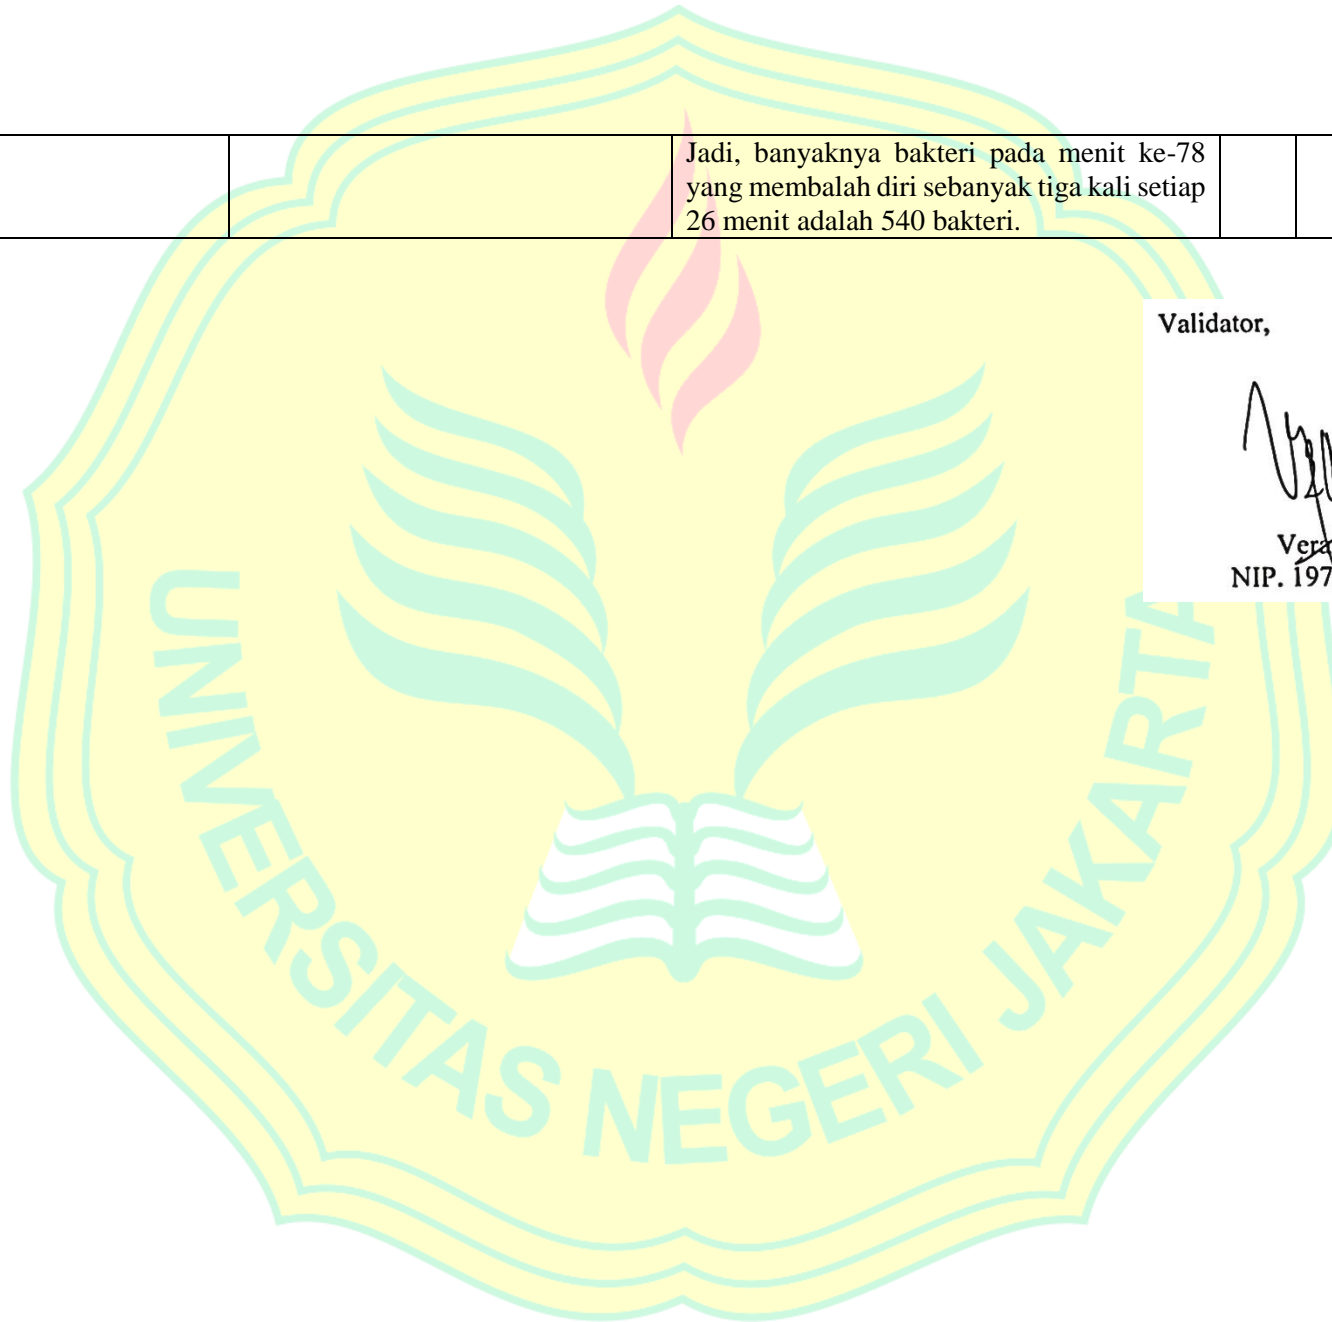 Jadi, banyaknya bakteri pada menit ke-78
yang membalah diri sebanyak tiga kali setiap
26 menit adalah 540 bakteri.
Validator,
Vera
NIP. 197
UNIVERSITAS NEGERI JAKARTA